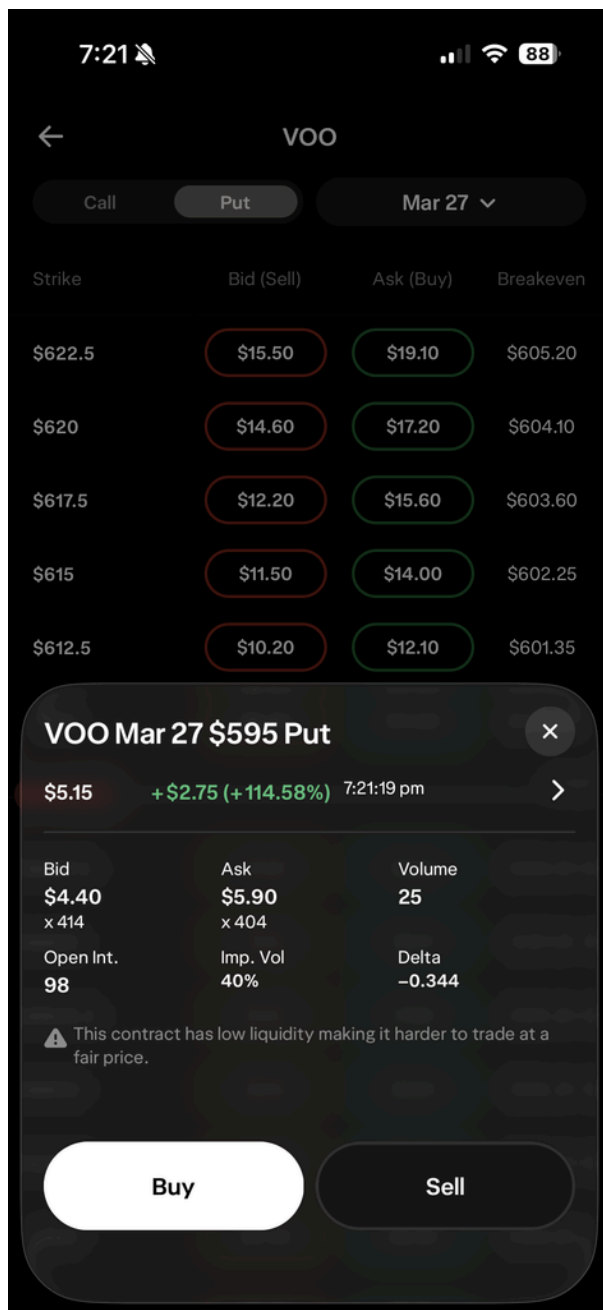 7:21
88
VOO
Call Put Mar 27
Strike Bid (Sell) Ask (Buy) Breakeven
$622.5 $15.50 $19.10 $605.20
$620 $14.60 $17.20 $604.10
$617.5 $12.20 $15.60 $603.60
$615 $11.50 $14.00 $602.25
$612.5 $10.20 $12.10 $601.35
VOO Mar 27 $595 Put
$5.15 +$2.75 (+114.58%) 7:21:19 pm
Bid Ask Volume
$4.40 $5.90 25
x 414 x 404
Open Int. Imp. Vol Delta
98 40% −0.344
This contract has low liquidity making it harder to trade at a
fair price.
Buy Sell